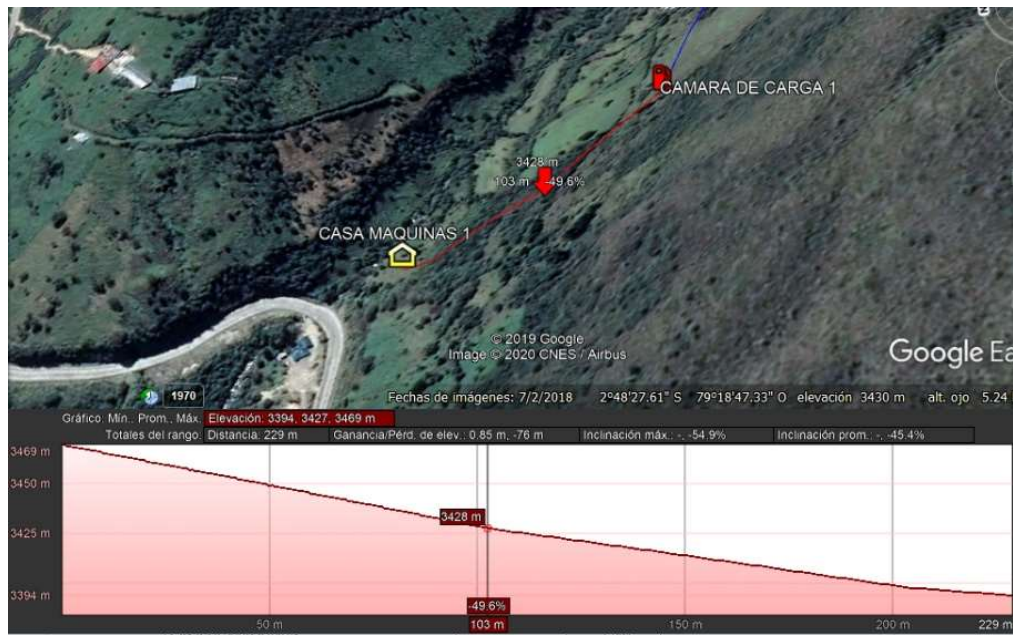 CAMARA DE CARGA 1
3428 m
103 m -49.6%
CASA MAQUINAS 1
© 2019 Google
Image © 2020 CNES / Airbus
Google Ea
1970
Fechas de imágenes: 7/2/2018 2°48'27.61" S 79°18'47.33" O elevación 3430 m alt. ojo 5.24
Gráfico: Mín., Prom., Máx. Elevación: 3394, 3427, 3469 m
Totales del rango: Distancia: 229 m Ganancia/Pérd. de elev.: 0.85 m, -76 m Inclinación máx.: -, -54.9% Inclinación prom.: -, -45.4%
3469 m
3450 m
3428 m
3425 m
3394 m
-49.6%
50 m 103 m 150 m 200 m 229 m